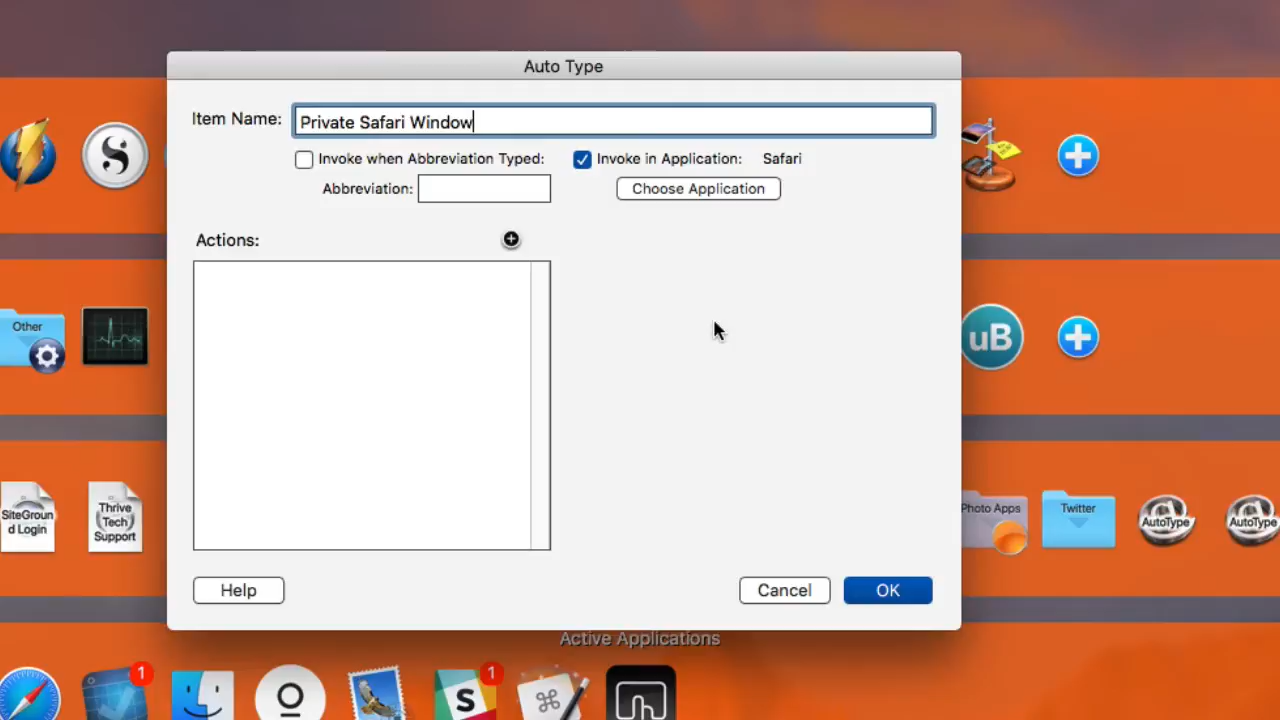 Auto Type
Item Name: Private Safari Window
Invoke when Abbreviation Typed:
Invoke in Application: Safari
Abbreviation:
Choose Application
Actions:
Help
Cancel
OK
Other
uB
SiteGroun
d Login
Thrive
Tech
Support
Photo Apps
Twitter
AutoType
AutoType
Active Applications
1
S
1